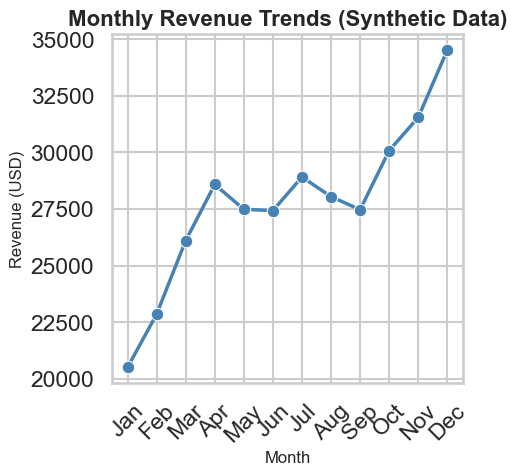 Monthly Revenue Trends (Synthetic Data)
Revenue (USD)
35000
32500
30000
27500
25000
22500
20000
Jan Feb Mar Apr May Jun Jul Aug Sep Oct Nov Dec
Month